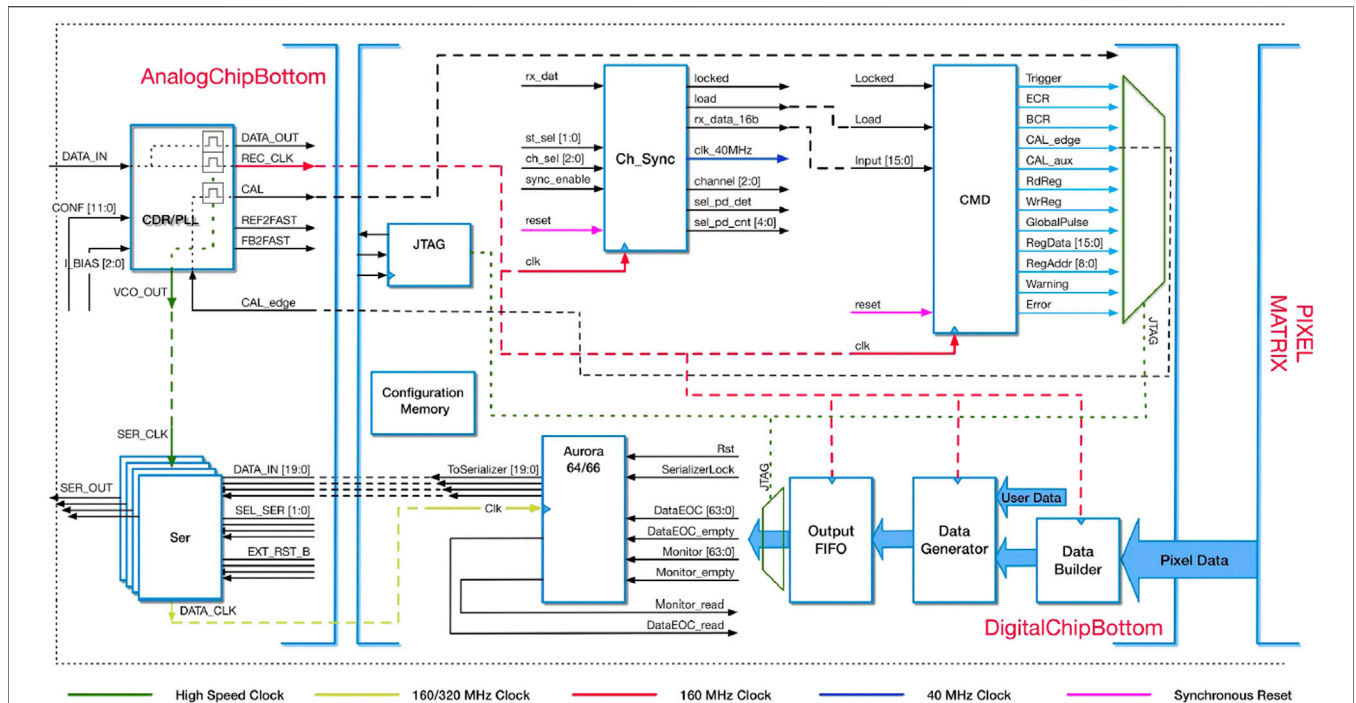 AnalogChipBottom
DATA_IN
CONF [11:0]
I_BIAS [2:0]
CDR/PLL
DATA_OUT
REC_CLK
CAL
REF2FAST
FB2FAST
VCO_OUT
CAL_edge
SER_CLK
SER_OUT
Ser
DATA_IN [19:0]
SEL_SER [1:0]
EXT_RST_B
DATA_CLK
JTAG
Configuration
Memory
rx_dat
st_sel [1:0]
ch_sel [2:0]
sync_enable
reset
clk
Ch_Sync
locked
load
rx_data_16b
clk_40MHz
channel [2:0]
sel_pd_det
sel_pd_cnt [4:0]
Locked
Load
Input [15:0]
reset
clk
CMD
Trigger
ECR
BCR
CAL_edge
CAL_aux
RdReg
WrReg
GlobalPulse
RegData [15:0]
RegAddr [8:0]
Warning
Error
JTAG
PIXEL
MATRIX
ToSerializer [19:0]
Clk
Aurora
64/66
Rst
SerializerLock
DataEOC [63:0]
DataEOC_empty
Monitor [63:0]
Monitor_empty
Monitor_read
DataEOC_read
JTAG
Output
FIFO
Data
Generator
User Data
Data
Builder
Pixel Data
DigitalChipBottom
High Speed Clock
160/320 MHz Clock
160 MHz Clock
40 MHz Clock
Synchronous Reset